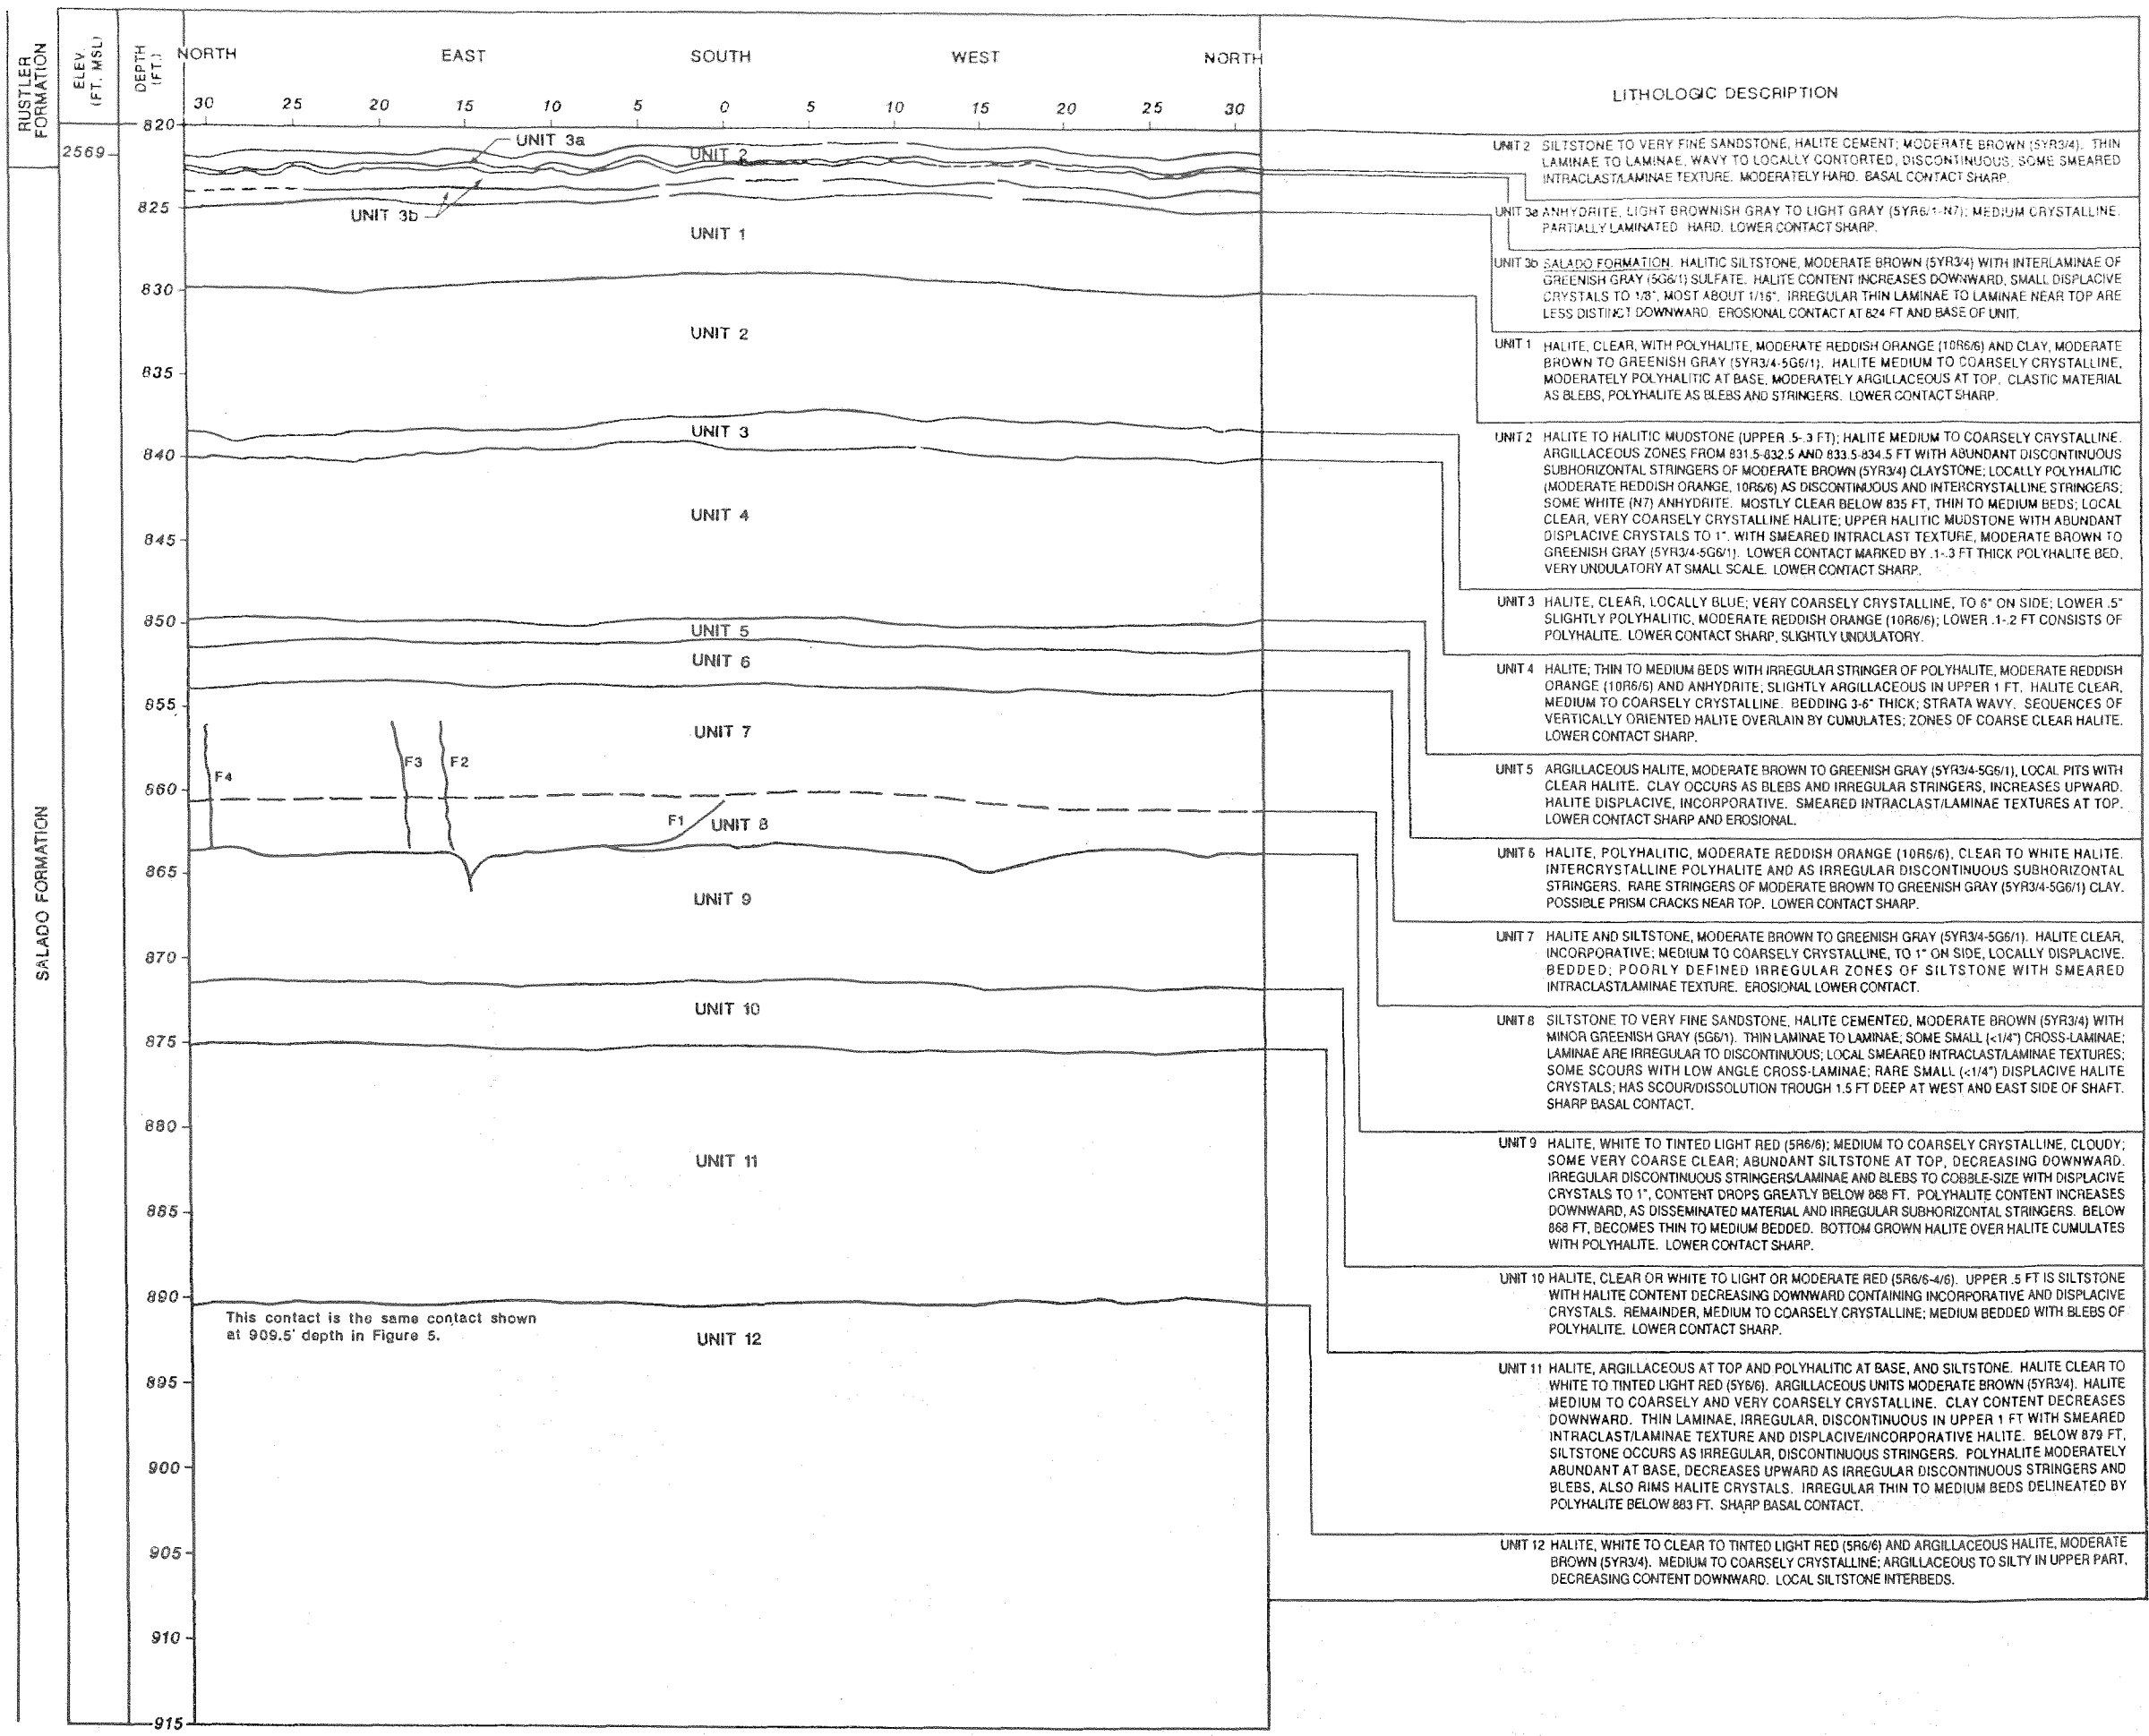 RUSTLER
FORMATION
ELEV.
(FT. MSL)
DEPTH
(FT.)
NORTH EAST SOUTH WEST NORTH
30 25 20 15 10 5 0 5 10 15 20 25 30
LITHOLOGIC DESCRIPTION
820
2569
825
830
835
840
845
850
855
860
865
870
875
880
885
890
895
900
905
910
915
SALADO FORMATION
UNIT 3a
UNIT 2
UNIT 3b
UNIT 1
UNIT 2
UNIT 3
UNIT 4
UNIT 5
UNIT 6
UNIT 7
F4
F3
F2
F1
UNIT 8
UNIT 9
UNIT 10
UNIT 11
This contact is the same contact shown
at 909.5' depth in Figure 5.
UNIT 12
UNIT 2 SILTSTONE TO VERY FINE SANDSTONE, HALITE CEMENT; MODERATE BROWN (5YR3/4). THIN
LAMINAE TO LAMINAE, WAVY TO LOCALLY CONTORTED, DISCONTINUOUS; SOME SMEARED
INTRACLAST/LAMINAE TEXTURE. MODERATELY HARD. BASAL CONTACT SHARP.
UNIT 3a ANHYDRITE, LIGHT BROWNISH GRAY TO LIGHT GRAY (5YR6/1-N7); MEDIUM CRYSTALLINE.
PARTIALLY LAMINATED HARD. LOWER CONTACT SHARP.
UNIT 3b SALADO FORMATION. HALITIC SILTSTONE, MODERATE BROWN (5YR3/4) WITH INTERLAMINAE OF
GREENISH GRAY (5G6/1) SULFATE. HALITE CONTENT INCREASES DOWNWARD, SMALL DISPLACIVE
CRYSTALS TO 1/8", MOST ABOUT 1/16". IRREGULAR THIN LAMINAE TO LAMINAE NEAR TOP ARE
LESS DISTINCT DOWNWARD. EROSIONAL CONTACT AT 824 FT AND BASE OF UNIT.
UNIT 1 HALITE, CLEAR, WITH POLYHALITE, MODERATE REDDISH ORANGE (10R6/6) AND CLAY, MODERATE
BROWN TO GREENISH GRAY (5YR3/4-5G6/1). HALITE MEDIUM TO COARSELY CRYSTALLINE,
MODERATELY POLYHALITIC AT BASE, MODERATELY ARGILLACEOUS AT TOP. CLASTIC MATERIAL
AS BLEBS, POLYHALITE AS BLEBS AND STRINGERS. LOWER CONTACT SHARP.
UNIT 2 HALITE TO HALITIC MUDSTONE (UPPER .5-.3 FT); HALITE MEDIUM TO COARSELY CRYSTALLINE.
ARGILLACEOUS ZONES FROM 831.5-832.5 AND 833.5-834.5 FT WITH ABUNDANT DISCONTINUOUS
SUBHORIZONTAL STRINGERS OF MODERATE BROWN (5YR3/4) CLAYSTONE; LOCALLY POLYHALITIC
(MODERATE REDDISH ORANGE, 10R6/6) AS DISCONTINUOUS AND INTERCRYSTALLINE STRINGERS;
SOME WHITE (N7) ANHYDRITE. MOSTLY CLEAR BELOW 835 FT, THIN TO MEDIUM BEDS; LOCAL
CLEAR, VERY COARSELY CRYSTALLINE HALITE; UPPER HALITIC MUDSTONE WITH ABUNDANT
DISPLACIVE CRYSTALS TO 1". WITH SMEARED INTRACLAST TEXTURE, MODERATE BROWN TO
GREENISH GRAY (5YR3/4-5G6/1). LOWER CONTACT MARKED BY .1-.3 FT THICK POLYHALITE BED,
VERY UNDULATORY AT SMALL SCALE. LOWER CONTACT SHARP.
UNIT 3 HALITE, CLEAR, LOCALLY BLUE; VERY COARSELY CRYSTALLINE, TO 6" ON SIDE; LOWER .5"
SLIGHTLY POLYHALITIC, MODERATE REDDISH ORANGE (10R6/6); LOWER .1-.2 FT CONSISTS OF
POLYHALITE. LOWER CONTACT SHARP, SLIGHTLY UNDULATORY.
UNIT 4 HALITE; THIN TO MEDIUM BEDS WITH IRREGULAR STRINGER OF POLYHALITE, MODERATE REDDISH
ORANGE (10R6/6) AND ANHYDRITE; SLIGHTLY ARGILLACEOUS IN UPPER 1 FT. HALITE CLEAR,
MEDIUM TO COARSELY CRYSTALLINE. BEDDING 3-6" THICK; STRATA WAVY. SEQUENCES OF
VERTICALLY ORIENTED HALITE OVERLAIN BY CUMULATES; ZONES OF COARSE CLEAR HALITE.
LOWER CONTACT SHARP.
UNIT 5 ARGILLACEOUS HALITE, MODERATE BROWN TO GREENISH GRAY (5YR3/4-5G6/1), LOCAL PITS WITH
CLEAR HALITE. CLAY OCCURS AS BLEBS AND IRREGULAR STRINGERS, INCREASES UPWARD.
HALITE DISPLACIVE, INCORPORATIVE. SMEARED INTRACLAST/LAMINAE TEXTURES AT TOP.
LOWER CONTACT SHARP AND EROSIONAL.
UNIT 6 HALITE, POLYHALITIC, MODERATE REDDISH ORANGE (10R6/6), CLEAR TO WHITE HALITE.
INTERCRYSTALLINE POLYHALITE AND AS IRREGULAR DISCONTINUOUS SUBHORIZONTAL
STRINGERS. RARE STRINGERS OF MODERATE BROWN TO GREENISH GRAY (5YR3/4-5G6/1) CLAY.
POSSIBLE PRISM CRACKS NEAR TOP. LOWER CONTACT SHARP.
UNIT 7 HALITE AND SILTSTONE, MODERATE BROWN TO GREENISH GRAY (5YR3/4-5G6/1). HALITE CLEAR,
INCORPORATIVE; MEDIUM TO COARSELY CRYSTALLINE, TO 1" ON SIDE, LOCALLY DISPLACIVE.
BEDDED; POORLY DEFINED IRREGULAR ZONES OF SILTSTONE WITH SMEARED
INTRACLAST/LAMINAE TEXTURE. EROSIONAL LOWER CONTACT.
UNIT 8 SILTSTONE TO VERY FINE SANDSTONE, HALITE CEMENTED, MODERATE BROWN (5YR3/4) WITH
MINOR GREENISH GRAY (5G6/1). THIN LAMINAE TO LAMINAE; SOME SMALL (<1/4") CROSS-LAMINAE;
LAMINAE ARE IRREGULAR TO DISCONTINUOUS; LOCAL SMEARED INTRACLAST/LAMINAE TEXTURES;
SOME SCOURS WITH LOW ANGLE CROSS-LAMINAE; RARE SMALL (<1/4") DISPLACIVE HALITE
CRYSTALS; HAS SCOUR/DISSOLUTION TROUGH 1.5 FT DEEP AT WEST AND EAST SIDE OF SHAFT.
SHARP BASAL CONTACT.
UNIT 9 HALITE, WHITE TO TINTED LIGHT RED (5R6/6); MEDIUM TO COARSELY CRYSTALLINE, CLOUDY;
SOME VERY COARSE CLEAR; ABUNDANT SILTSTONE AT TOP, DECREASING DOWNWARD.
IRREGULAR DISCONTINUOUS STRINGERS/LAMINAE AND BLEBS TO COBBLE-SIZE WITH DISPLACIVE
CRYSTALS TO 1", CONTENT DROPS GREATLY BELOW 868 FT. POLYHALITE CONTENT INCREASES
DOWNWARD, AS DISSEMINATED MATERIAL AND IRREGULAR SUBHORIZONTAL STRINGERS. BELOW
868 FT, BECOMES THIN TO MEDIUM BEDDED. BOTTOM GROWN HALITE OVER HALITE CUMULATES
WITH POLYHALITE. LOWER CONTACT SHARP.
UNIT 10 HALITE, CLEAR OR WHITE TO LIGHT OR MODERATE RED (5R6/6-4/6). UPPER .5 FT IS SILTSTONE
WITH HALITE CONTENT DECREASING DOWNWARD CONTAINING INCORPORATIVE AND DISPLACIVE
CRYSTALS. REMAINDER, MEDIUM TO COARSELY CRYSTALLINE; MEDIUM BEDDED WITH BLEBS OF
POLYHALITE. LOWER CONTACT SHARP.
UNIT 11 HALITE, ARGILLACEOUS AT TOP AND POLYHALITIC AT BASE, AND SILTSTONE. HALITE CLEAR TO
WHITE TO TINTED LIGHT RED (5Y6/6). ARGILLACEOUS UNITS MODERATE BROWN (5YR3/4). HALITE
MEDIUM TO COARSELY AND VERY COARSELY CRYSTALLINE. CLAY CONTENT DECREASES
DOWNWARD. THIN LAMINAE, IRREGULAR, DISCONTINUOUS IN UPPER 1 FT WITH SMEARED
INTRACLAST/LAMINAE TEXTURE AND DISPLACIVE/INCORPORATIVE HALITE. BELOW 879 FT,
SILTSTONE OCCURS AS IRREGULAR, DISCONTINUOUS STRINGERS. POLYHALITE MODERATELY
ABUNDANT AT BASE, DECREASES UPWARD AS IRREGULAR DISCONTINUOUS STRINGERS AND
BLEBS, ALSO RIMS HALITE CRYSTALS. IRREGULAR THIN TO MEDIUM BEDS DELINEATED BY
POLYHALITE BELOW 883 FT. SHARP BASAL CONTACT.
UNIT 12 HALITE, WHITE TO CLEAR TO TINTED LIGHT RED (5R6/6) AND ARGILLACEOUS HALITE, MODERATE
BROWN (5YR3/4). MEDIUM TO COARSELY CRYSTALLINE; ARGILLACEOUS TO SILTY IN UPPER PART,
DECREASING CONTENT DOWNWARD. LOCAL SILTSTONE INTERBEDS.